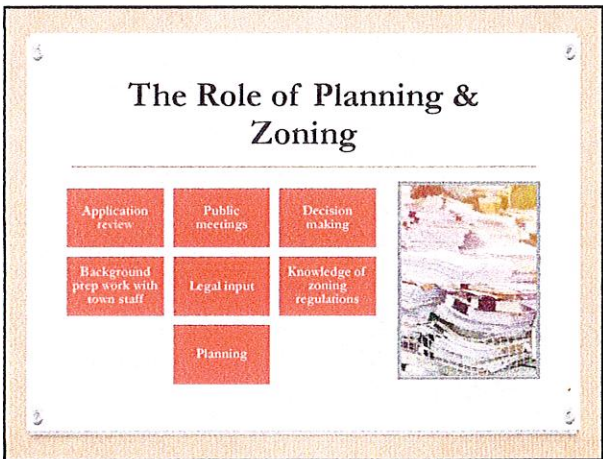 The Role of Planning &
Zoning
Application
review
Public
meetings
Decision
making
Background
prep work with
town staff
Legal input
Knowledge of
zoning
regulations
Planning